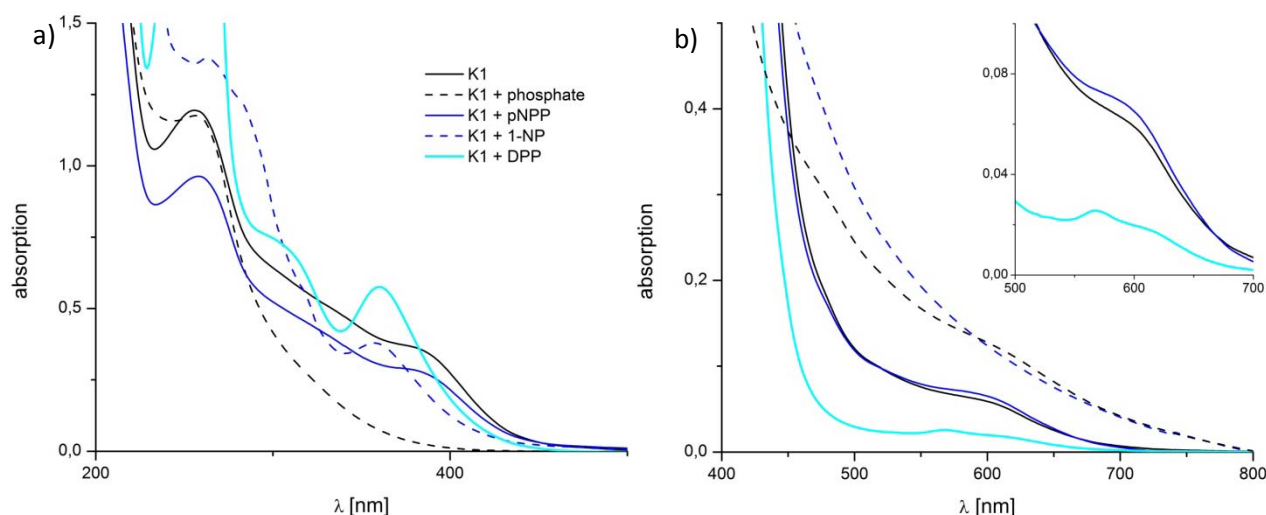 a)
1,5
1,0
0,5
0,0
absorption
200
400
λ [nm]
K1
K1 + phosphate
K1 + pNPP
K1 + 1-NP
K1 + DPP
b)
0,4
0,2
0,0
absorption
400
500
600
700
800
λ [nm]
0,08
0,04
0,00
500
600
700